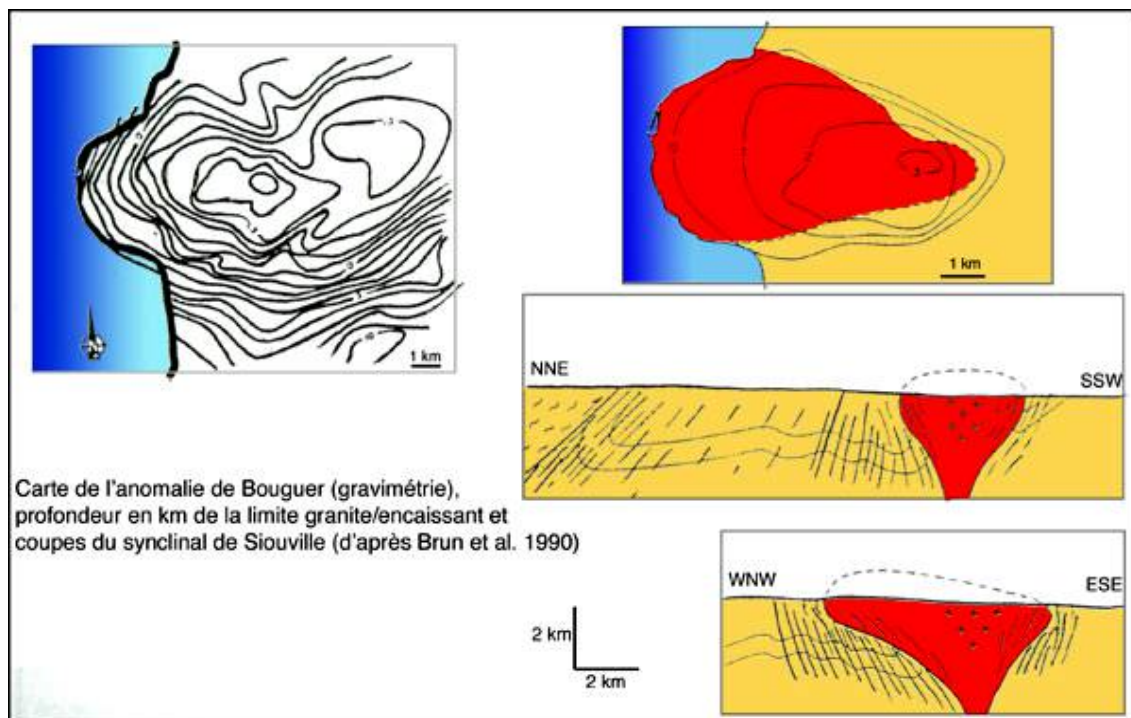 1 km
1 km
NNE
SSW
Carte de l'anomalie de Bouguer (gravimétrie),
profondeur en km de la limite granite/encaissant et
coupes du synclinal de Siouville (d'après Brun et al. 1990)
WNW
ESE
2 km
2 km